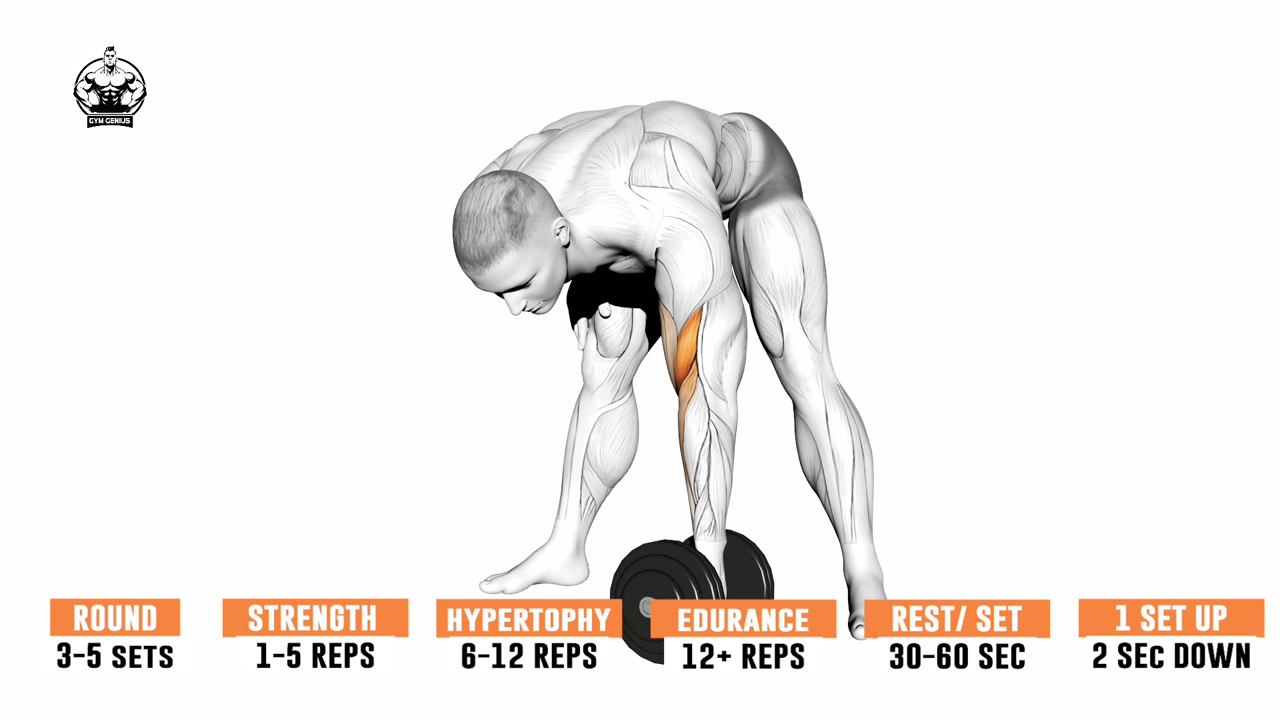 GYM GENIUS
ROUND
3-5 SETS
STRENGTH
1-5 REPS
HYPERTOPHY
6-12 REPS
EDURANCE
12+ REPS
REST/ SET
30-60 SEC
1 SET UP
2 SEc DOWN